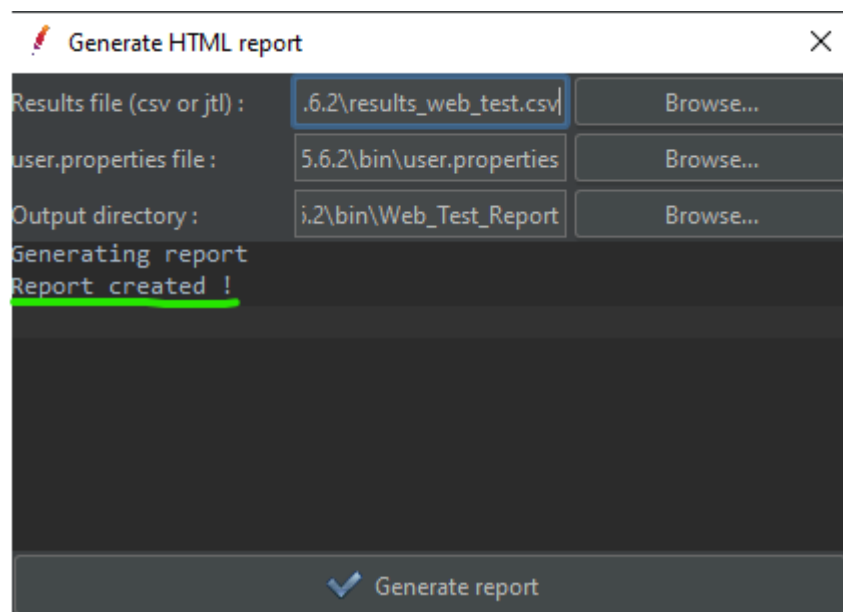 Generate HTML report
Results file (csv or jtl) : .6.2\results_web_test.csv Browse...
user.properties file : 5.6.2\bin\user.properties Browse...
Output directory : .2\bin\Web_Test_Report Browse...
Generating report
Report created !
Generate report